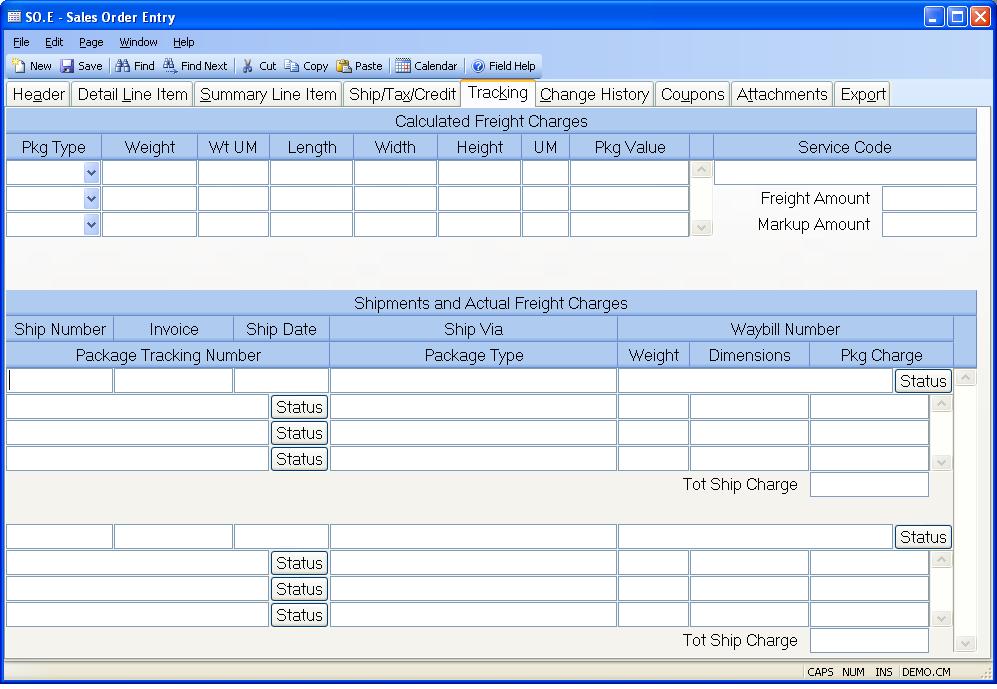 SO.E - Sales Order Entry
File Edit Page Window Help
New Save Find Find Next Cut Copy Paste Calendar Field Help
Header Detail Line Item Summary Line Item Ship/Tax/Credit Tracking Change History Coupons Attachments Export
Calculated Freight Charges
Pkg Type Weight Wt UM Length Width Height UM Pkg Value Service Code
Freight Amount
Markup Amount
Shipments and Actual Freight Charges
Ship Number Invoice Ship Date Ship Via Waybill Number
Package Tracking Number Package Type Weight Dimensions Pkg Charge
Status
Status
Status
Status
Tot Ship Charge
Status
Status
Status
Status
Tot Ship Charge
CAPS NUM INS DEMO.CM